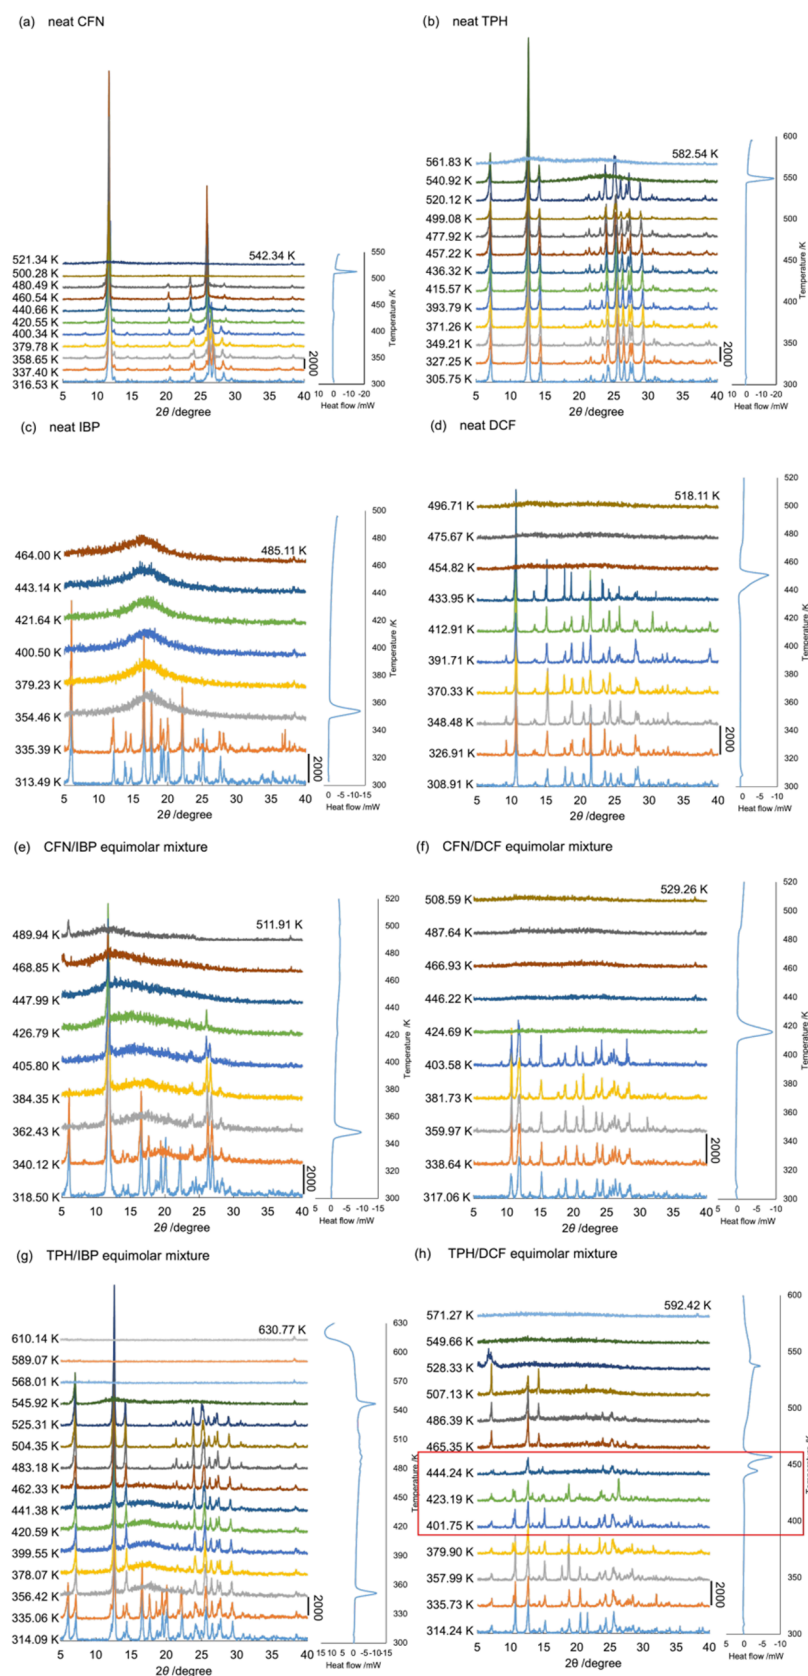 (a) neat CFN
521.34 K
542.34 K
500.28 K
480.49 K
460.54 K
440.66 K
420.55 K
400.34 K
379.78 K
358.65 K
337.40 K
316.53 K
2000
5 10 15 20 25 30 35 40
2θ /degree
550
500
450
400
350
300
Temperature /K
20 10 0 -10 -20
Heat flow /mW
(b) neat TPH
561.83 K
582.54 K
540.92 K
520.12 K
499.08 K
477.92 K
457.22 K
436.32 K
415.57 K
393.79 K
371.26 K
349.21 K
327.25 K
305.75 K
2000
5 10 15 20 25 30 35 40
2θ /degree
600
550
500
450
400
350
300
Temperature /K
10 0 -10 -20
Heat flow /mW
(c) neat IBP
464.00 K
485.11 K
443.14 K
421.64 K
400.50 K
379.23 K
354.46 K
335.39 K
313.49 K
2000
5 10 15 20 25 30 35 40
2θ /degree
500
480
460
440
420
400
380
360
340
320
300
Temperature /K
0 -5 -10 -15
Heat flow /mW
(d) neat DCF
496.71 K
518.11 K
475.67 K
454.82 K
433.95 K
412.91 K
391.71 K
370.33 K
348.48 K
326.91 K
308.91 K
2000
5 10 15 20 25 30 35 40
2θ /degree
520
500
480
460
440
420
400
380
360
340
320
300
Temperature /K
0 -5 -10
Heat flow /mW
(e) CFN/IBP equimolar mixture
489.94 K
511.91 K
468.85 K
447.99 K
426.79 K
405.80 K
384.35 K
362.43 K
340.12 K
318.50 K
2000
5 10 15 20 25 30 35 40
2θ /degree
520
500
480
460
440
420
400
380
360
340
320
300
Temperature /K
5 0 -5 -10 -15
Heat flow /mW
(f) CFN/DCF equimolar mixture
508.59 K
529.26 K
487.64 K
466.93 K
446.22 K
424.69 K
403.58 K
381.73 K
359.97 K
338.64 K
317.06 K
2000
5 10 15 20 25 30 35 40
2θ /degree
520
500
480
460
440
420
400
380
360
340
320
300
Temperature /K
5 0 -5 -10
Heat flow /mW
(g) TPH/IBP equimolar mixture
610.14 K
630.77 K
589.07 K
568.01 K
545.92 K
525.31 K
504.35 K
483.18 K
462.33 K
441.38 K
420.59 K
399.55 K
378.07 K
356.42 K
335.06 K
314.09 K
2000
5 10 15 20 25 30 35 40
2θ /degree
630
600
570
540
510
480
450
420
390
360
330
300
Temperature /K
15 10 5 0 -5 -10 -15
Heat flow /mW
(h) TPH/DCF equimolar mixture
571.27 K
592.42 K
549.66 K
528.33 K
507.13 K
486.39 K
465.35 K
444.24 K
423.19 K
401.75 K
379.90 K
357.99 K
335.73 K
314.24 K
2000
5 10 15 20 25 30 35 40
2θ /degree
600
550
500
450
400
350
300
5 0 -5 -10
Heat flow /mW